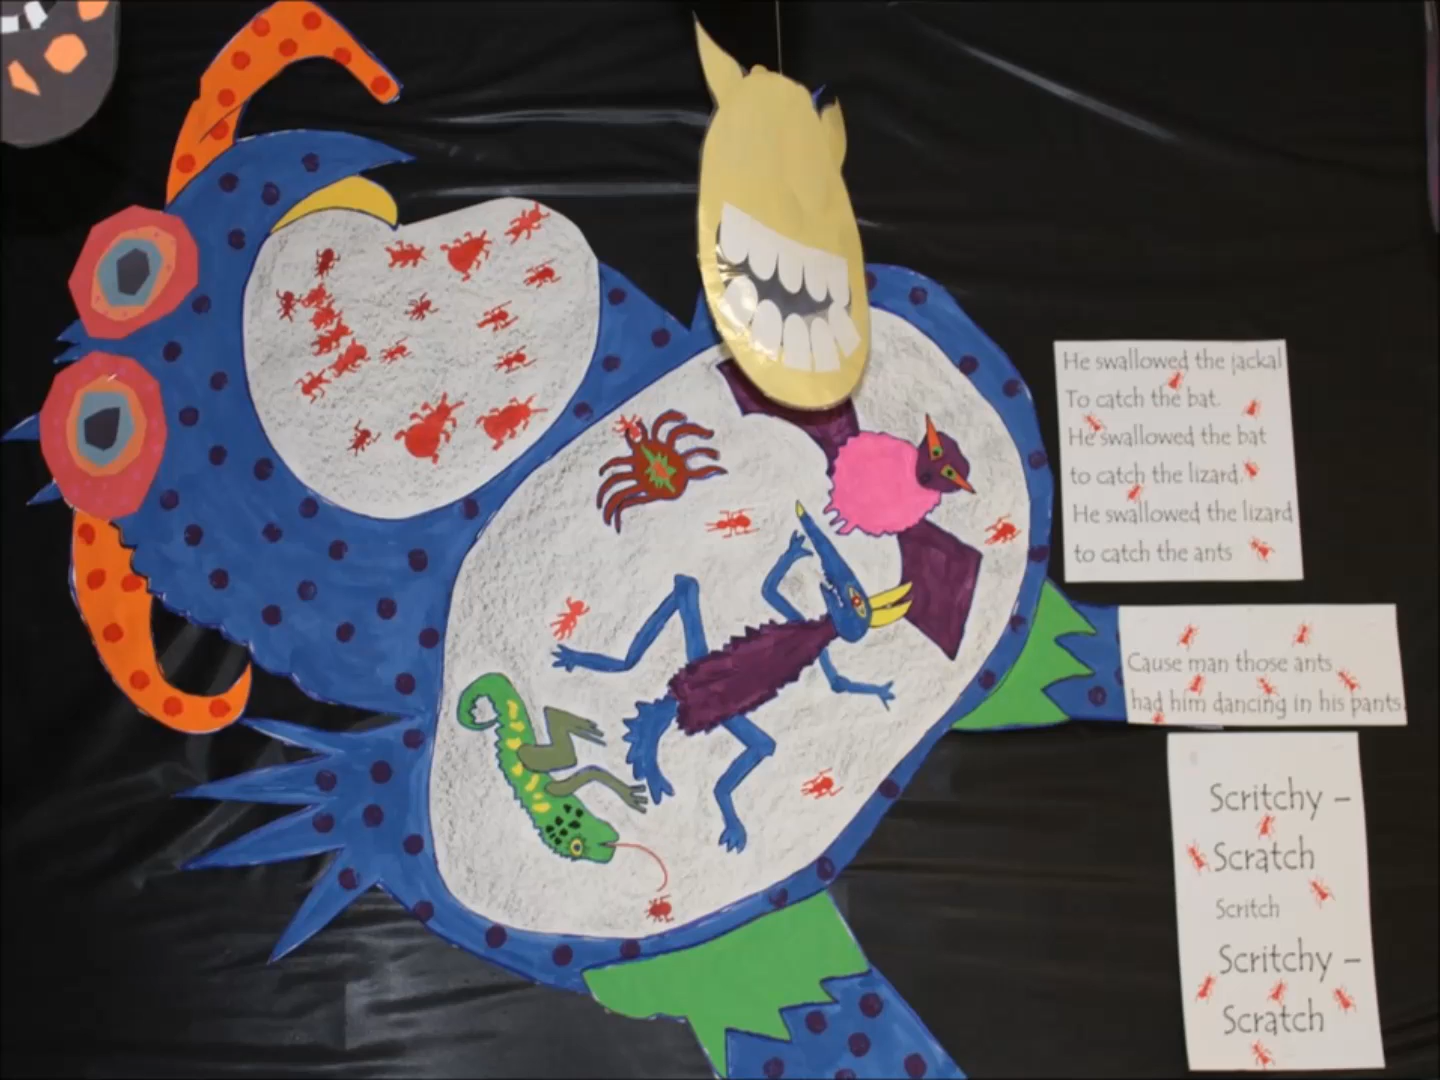 He swallowed the jackal
To catch the bat.
He swallowed the bat
to catch the lizard.
He swallowed the lizard
to catch the ants
Cause man those ants
had him dancing in his pants.
Scritchy –
Scratch
Scritch
Scritchy –
Scratch